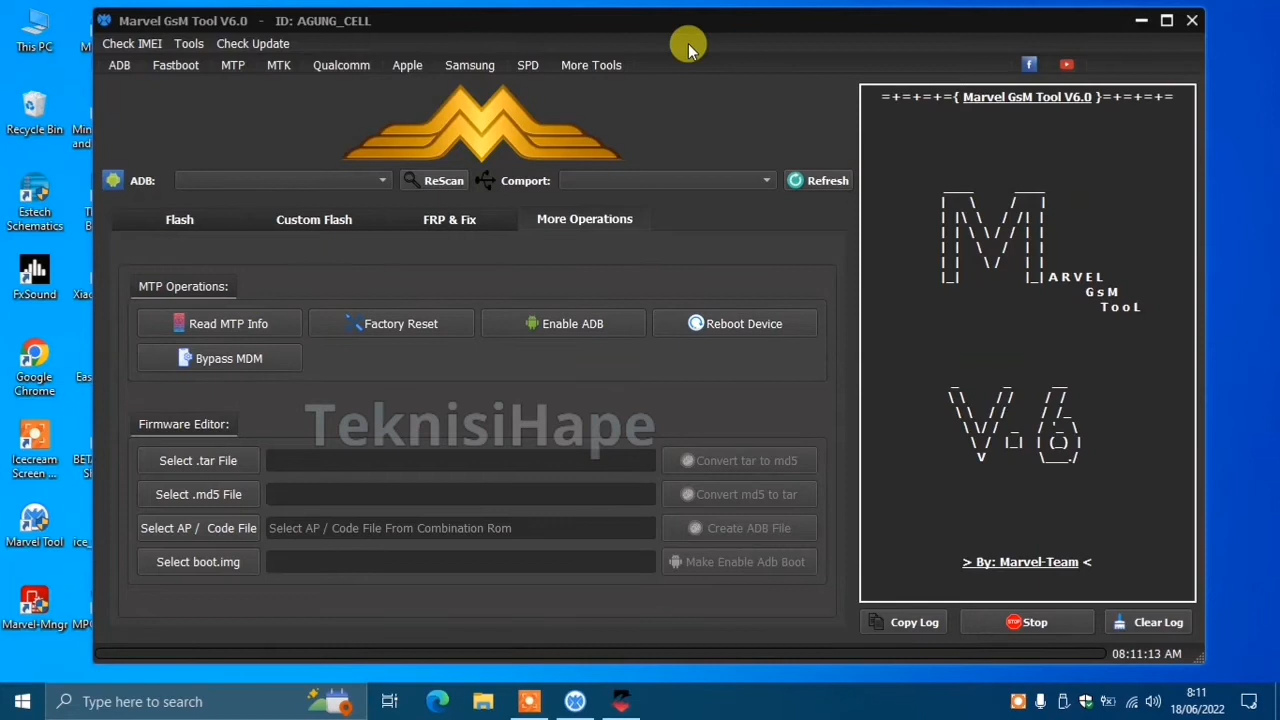 This PC
Recycle Bin
Estech Schematics
FxSound
Google Chrome
Icecream Screen ...
Marvel Tool
Marvel-Mngr
Marvel GsM Tool V6.0 - ID: AGUNG_CELL
Check IMEI Tools Check Update
ADB Fastboot MTP MTK Qualcomm Apple Samsung SPD More Tools
ADB: ReScan Comport: Refresh
Flash Custom Flash FRP & Fix More Operations
MTP Operations:
Read MTP Info Factory Reset Enable ADB Reboot Device
Bypass MDM
Firmware Editor:
TeknisiHape
Select .tar File Convert tar to md5
Select .md5 File Convert md5 to tar
Select AP / Code File Select AP / Code File From Combination Rom Create ADB File
Select boot.img Make Enable Adb Boot
=+=+=+={ Marvel GsM Tool V6.0 }=+=+=+=
M ARVEL
GsM
TooL
V.6
> By: Marvel-Team <
Copy Log STOP Stop Clear Log
08:11:13 AM
Type here to search
8:11
18/06/2022